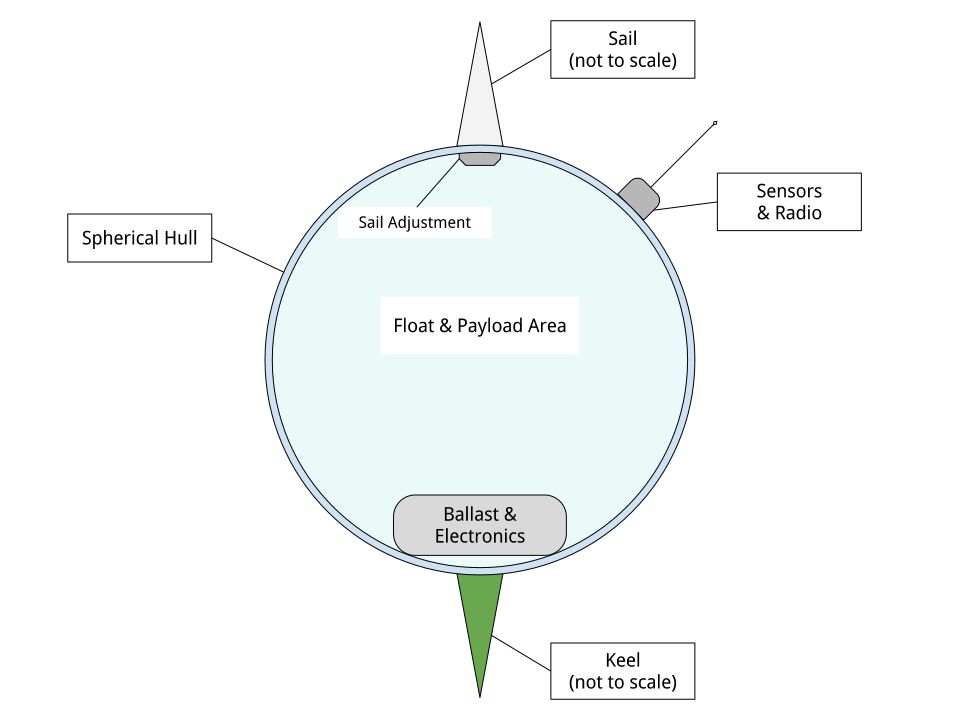 Sail
(not to scale)
Sensors
& Radio
Sail Adjustment
Spherical Hull
Float & Payload Area
Ballast &
Electronics
Keel
(not to scale)